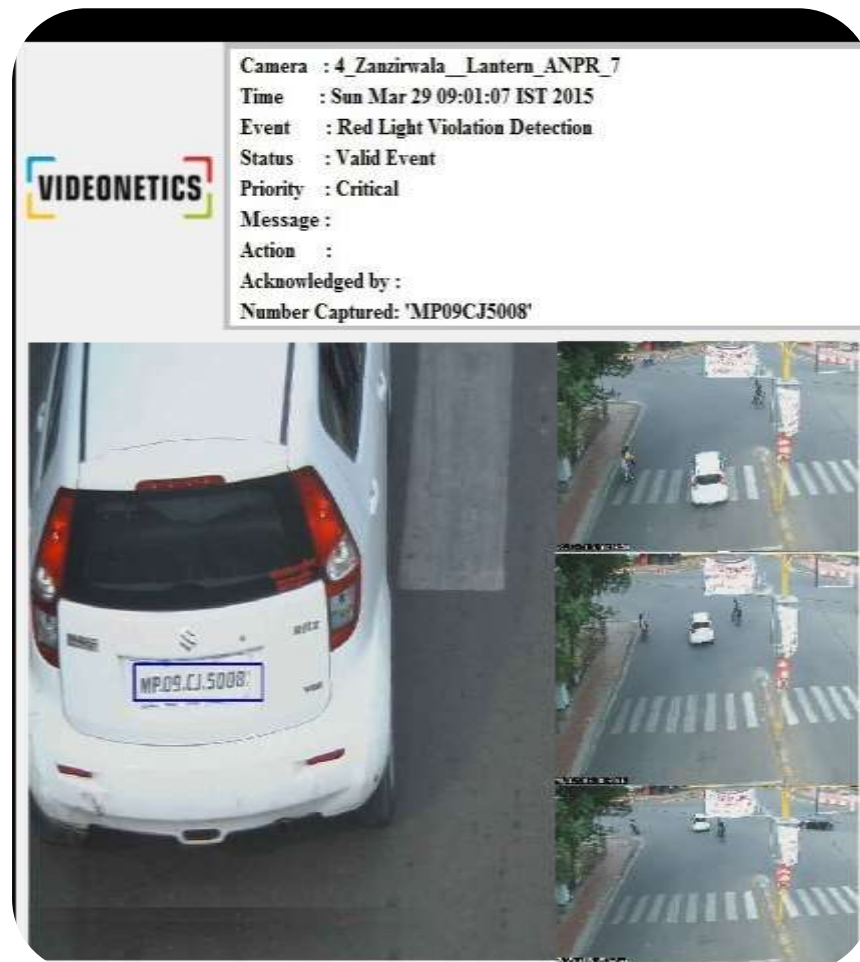 Camera : 4_Zanzirwala__Lantern_ANPR_7
Time : Sun Mar 29 09:01:07 IST 2015
Event : Red Light Violation Detection
Status : Valid Event
VIDEONETICS
Priority : Critical
Message :
Action :
Acknowledged by :
Number Captured: 'MP09CJ5008'
RITZ
MP.09.CJ.5008